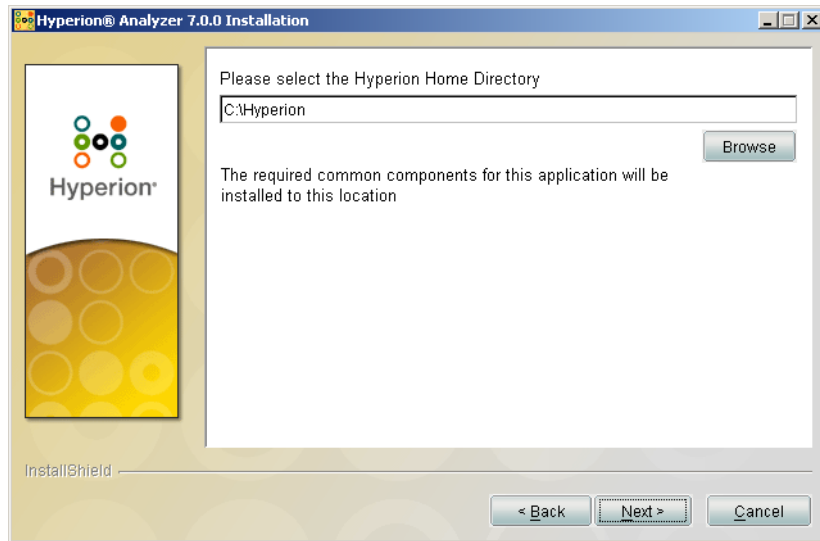 Hyperion® Analyzer 7.0.0 Installation
Please select the Hyperion Home Directory
C:\Hyperion
Browse
The required common components for this application will be
installed to this location
Hyperion®
InstallShield
< Back
Next >
Cancel